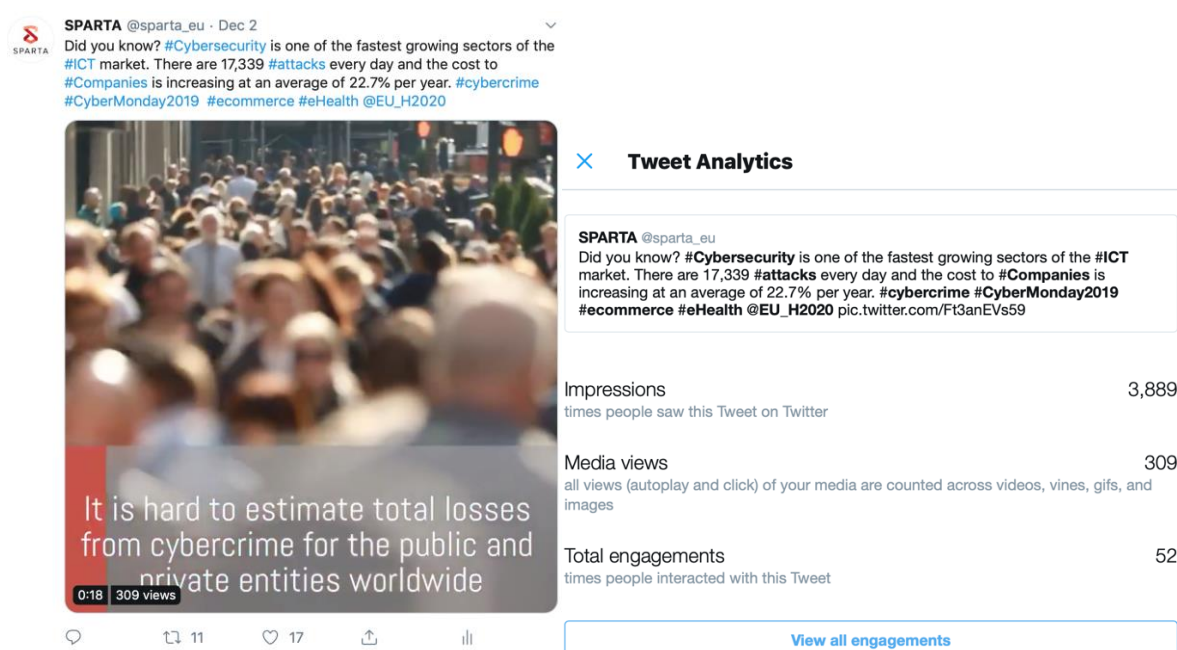 SPARTA @sparta_eu · Dec 2
SPARTA
Did you know? #Cybersecurity is one of the fastest growing sectors of the
#ICT market. There are 17,339 #attacks every day and the cost to
#Companies is increasing at an average of 22.7% per year. #cybercrime
#CyberMonday2019 #ecommerce #eHealth @EU_H2020
It is hard to estimate total losses
from cybercrime for the public and
private entities worldwide
0:18 309 views
11 17
Tweet Analytics
SPARTA @sparta_eu
Did you know? #Cybersecurity is one of the fastest growing sectors of the #ICT
market. There are 17,339 #attacks every day and the cost to #Companies is
increasing at an average of 22.7% per year. #cybercrime #CyberMonday2019
#ecommerce #eHealth @EU_H2020 pic.twitter.com/Ft3anEVs59
Impressions 3,889
times people saw this Tweet on Twitter
Media views 309
all views (autoplay and click) of your media are counted across videos, vines, gifs, and
images
Total engagements 52
times people interacted with this Tweet
View all engagements